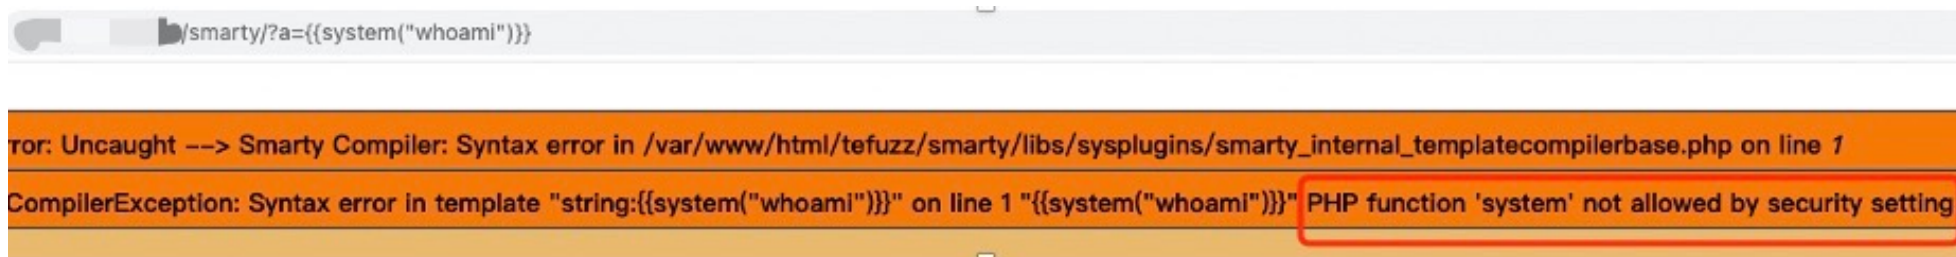 /smarty/?a={{system("whoami")}}
ror: Uncaught --> Smarty Compiler: Syntax error in /var/www/html/tefuzz/smarty/libs/sysplugins/smarty_internal_templatecompilerbase.php on line 1
CompilerException: Syntax error in template "string:{{system("whoami")}}" on line 1 "{{system("whoami")}}" PHP function 'system' not allowed by security setting